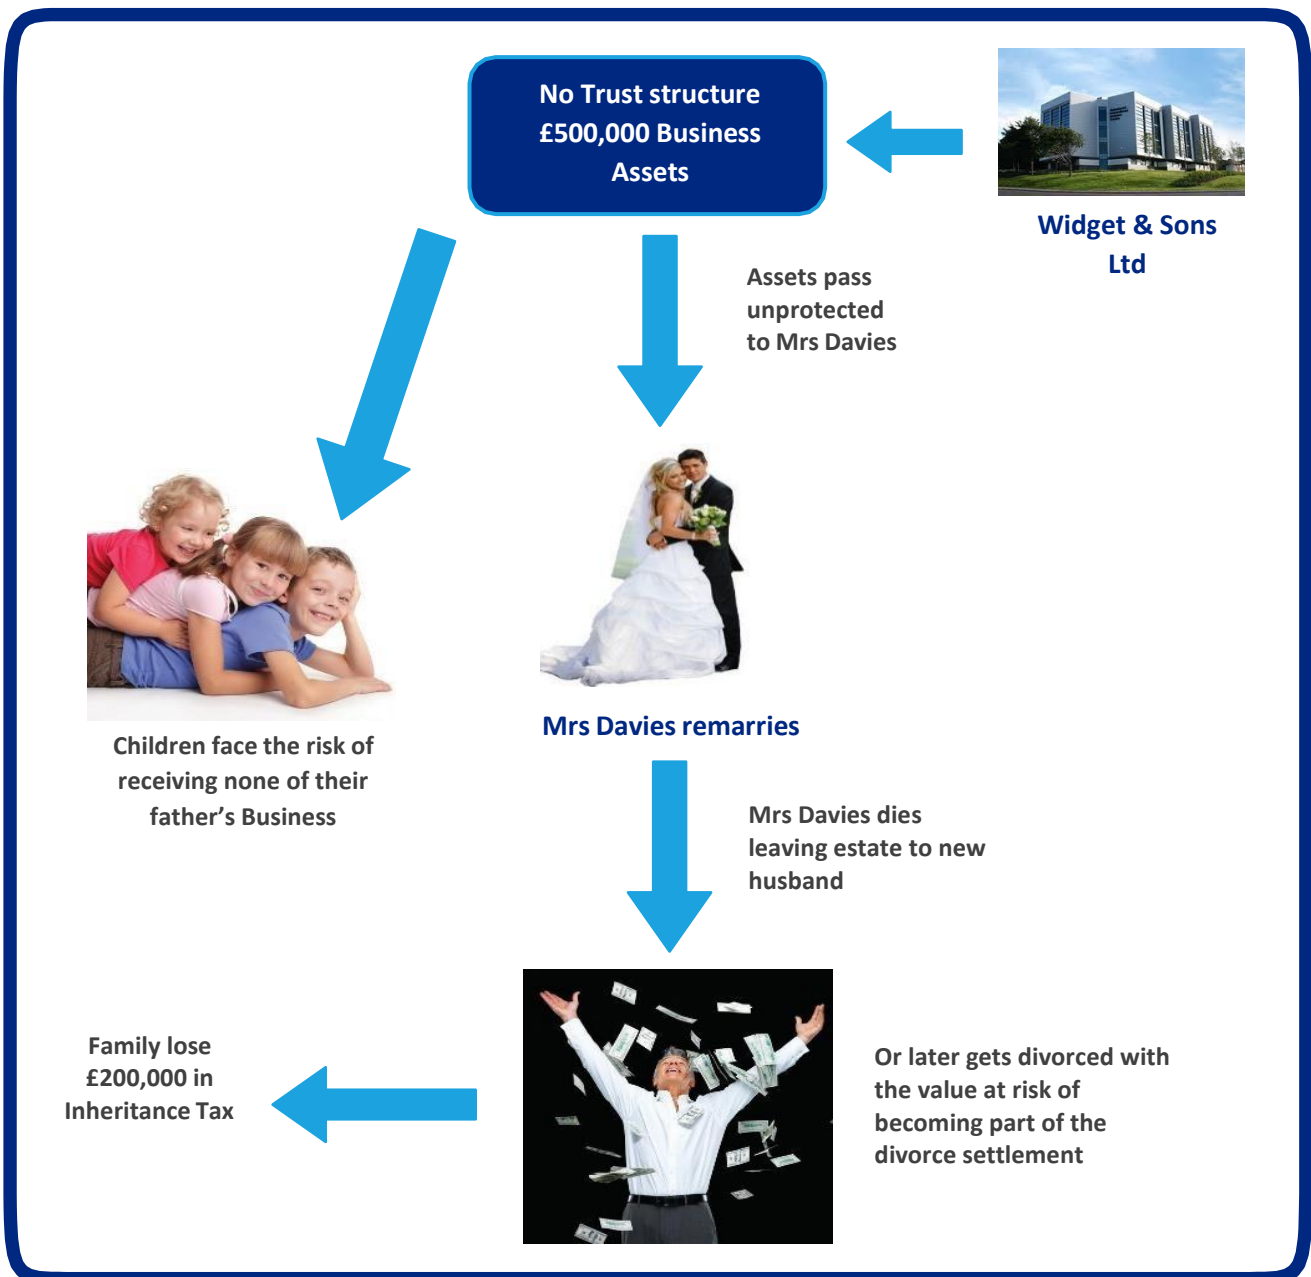 No Trust structure
£500,000 Business
Assets
Widget & Sons
Ltd
Assets pass
unprotected
to Mrs Davies
Mrs Davies remarries
Children face the risk of
receiving none of their
father’s Business
Mrs Davies dies
leaving estate to new
husband
Family lose
£200,000 in
Inheritance Tax
Or later gets divorced with
the value at risk of
becoming part of the
divorce settlement